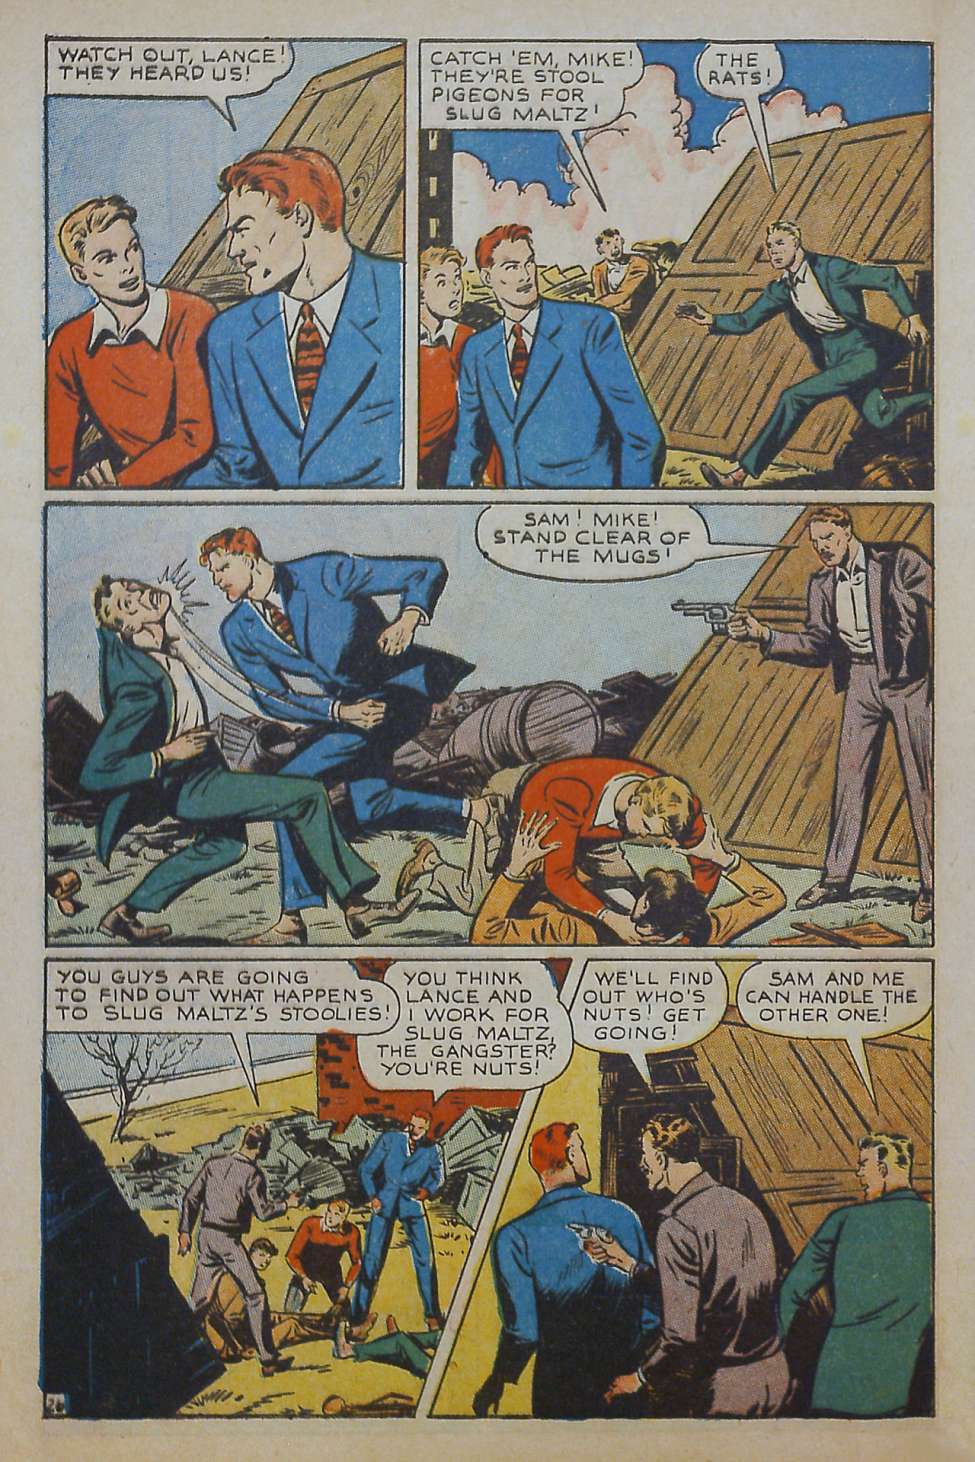 WATCH OUT, LANCE!
THEY HEARD US!
CATCH 'EM, MIKE!
THEY'RE STOOL
PIGEONS FOR
SLUG MALTZ!
THE
RATS!
SAM! MIKE!
STAND CLEAR OF
THE MUGS!
YOU GUYS ARE GOING
TO FIND OUT WHAT HAPPENS
TO SLUG MALTZ'S STOOLIES!
YOU THINK
LANCE AND
I WORK FOR
SLUG MALTZ,
THE GANGSTER?
YOU'RE NUTS!
WE'LL FIND
OUT WHO'S
NUTS! GET
GOING!
SAM AND ME
CAN HANDLE THE
OTHER ONE!